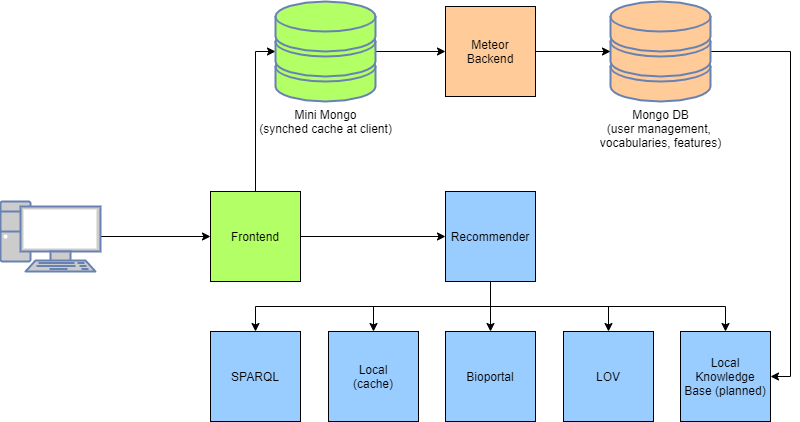 Meteor
Backend
Mini Mongo
(synched cache at client)
Mongo DB
(user management,
vocabularies, features)
Frontend
Recommender
SPARQL
Local
(cache)
Bioportal
LOV
Local
Knowledge
Base (planned)